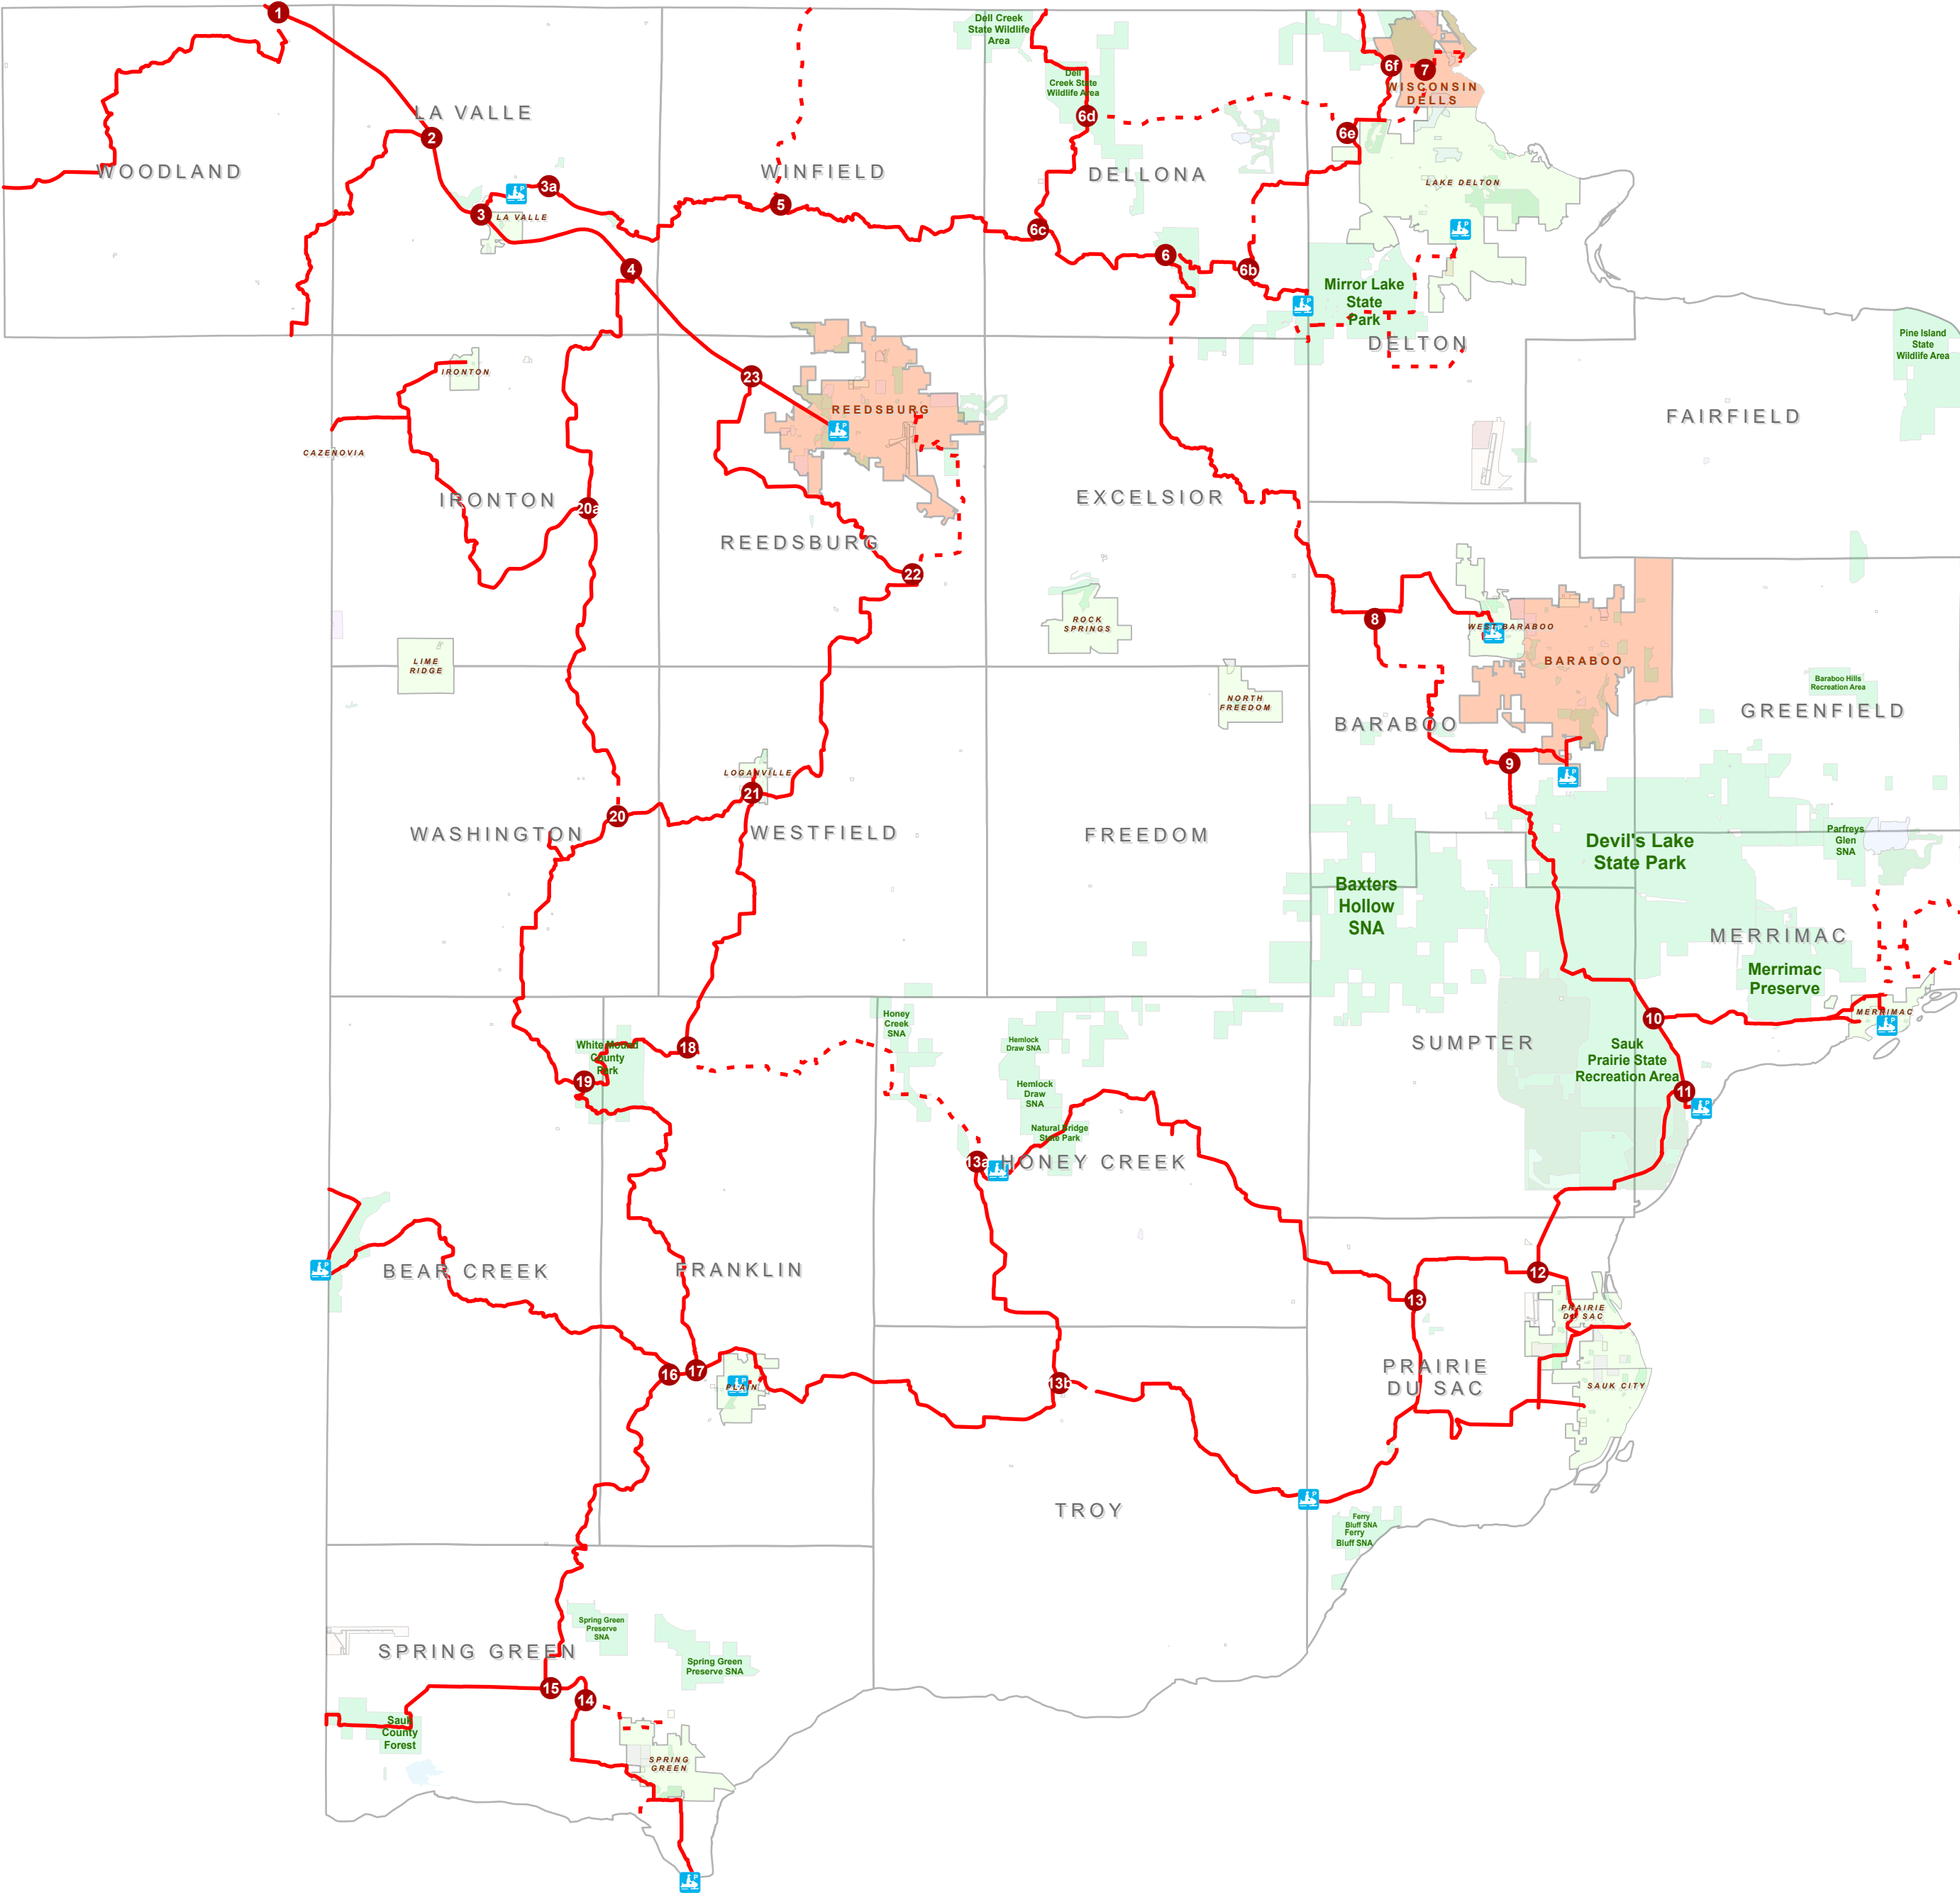 1
Dell Creek
State Wildlife
Area
6f
7
WISCONSIN
DELLS
Dell
Creek State
Wildlife Area
LA VALLE
6d
2
6e
WOODLAND
WINFIELD
DELLONA
LAKE DELTON
P
3a
3
LA VALLE
5
6c
P
6
4
6b
Mirror Lake
State
Park
P
DELTON
Pine Island
State
Wildlife Area
IRONTON
23
REEDSBURG
P
FAIRFIELD
CAZENOVIA
IRONTON
20a
EXCELSIOR
REEDSBURG
22
ROCK
SPRINGS
8
WEST BARABOO
P
BARABOO
LIME
RIDGE
Baraboo Hills
Recreation Area
NORTH
FREEDOM
BARABOO
GREENFIELD
9
P
LOGANVILLE
21
20
WASHINGTON
WESTFIELD
FREEDOM
Devil's Lake
State Park
Parfreys
Glen
SNA
Baxters
Hollow
SNA
MERRIMAC
Merrimac
Preserve
Honey
Creek
SNA
10
MERRIMAC
P
White Mound
County
Park
18
Hemlock
Draw SNA
SUMPTER
Sauk
Prairie State
Recreation Area
19
Hemlock
Draw
SNA
11
P
Natural Bridge
State Park
13a
P
HONEY CREEK
P
BEAR CREEK
FRANKLIN
12
13
PRAIRIE
DU SAC
16
17
P
PLAIN
13b
PRAIRIE
DU SAC
SAUK CITY
P
TROY
Ferry
Bluff SNA
Ferry
Bluff SNA
Spring Green
Preserve
SNA
SPRING GREEN
Spring Green
Preserve SNA
15
14
Sauk
County
Forest
SPRING
GREEN
P